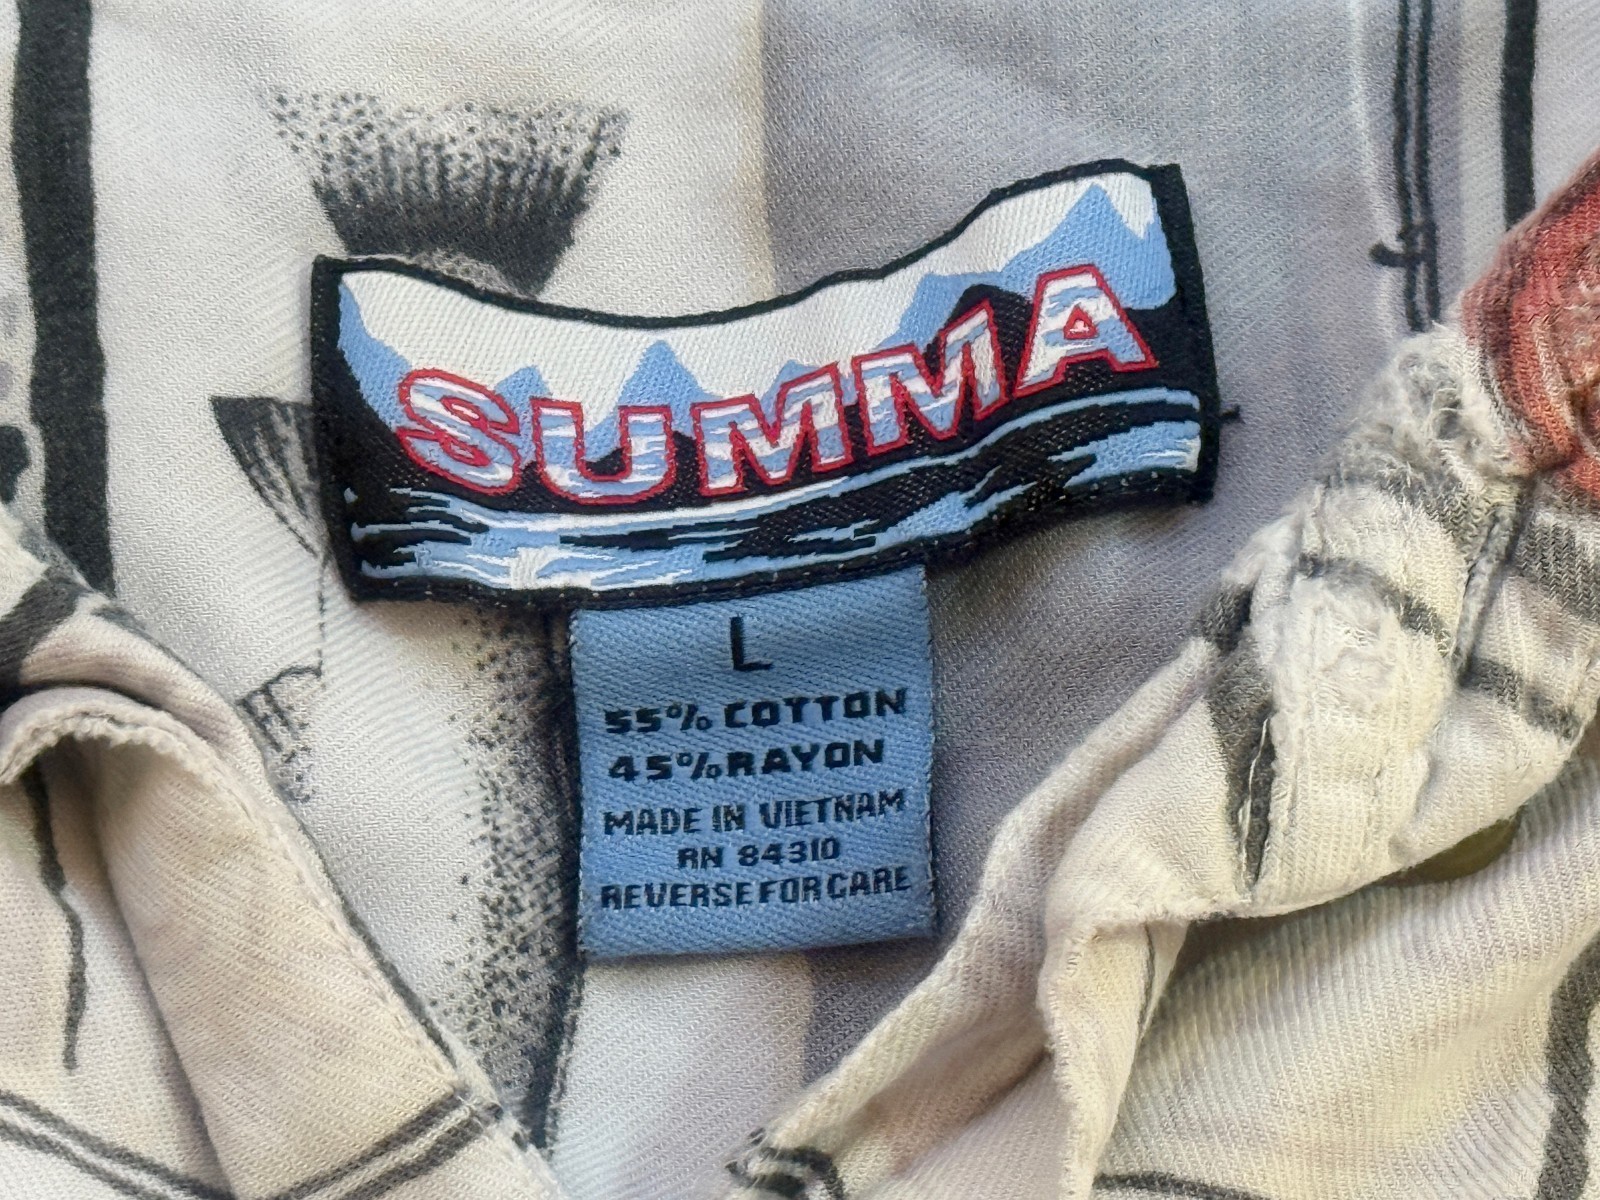 SUMMA
L
55% COTTON
45% RAYON
MADE IN VIETNAM
RN 84310
REVERSE FOR CARE